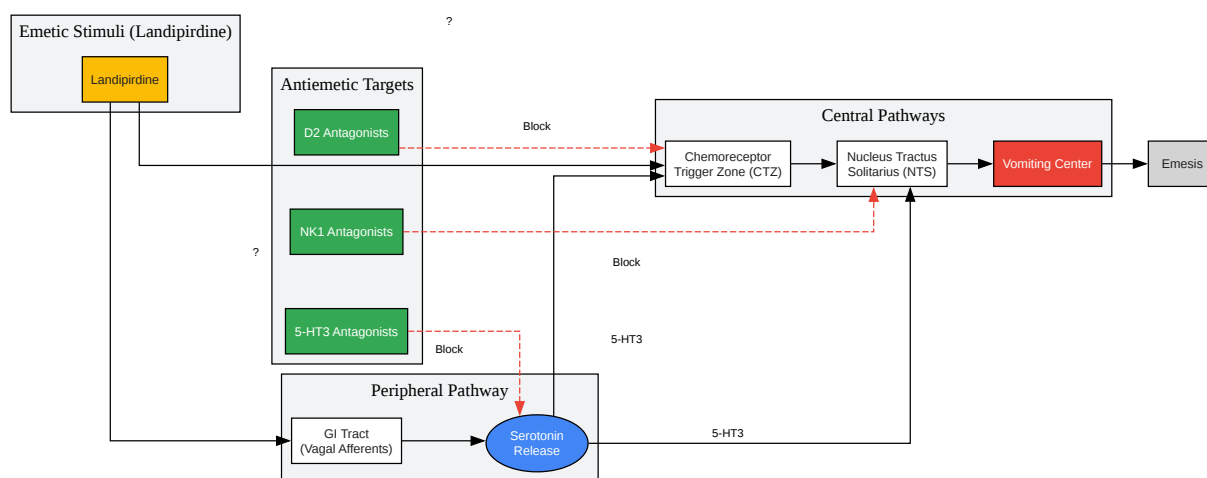 ?
Emetic Stimuli (Landipirdine)
Landipirdine
Antiemetic Targets
D2 Antagonists
Block
Central Pathways
Chemoreceptor
Trigger Zone (CTZ)
Nucleus Tractus
Solitarius (NTS)
Vomiting Center
Emesis
NK1 Antagonists
?
Block
5-HT3 Antagonists
Block
5-HT3
Peripheral Pathway
GI Tract
(Vagal Afferents)
Serotonin
Release
5-HT3